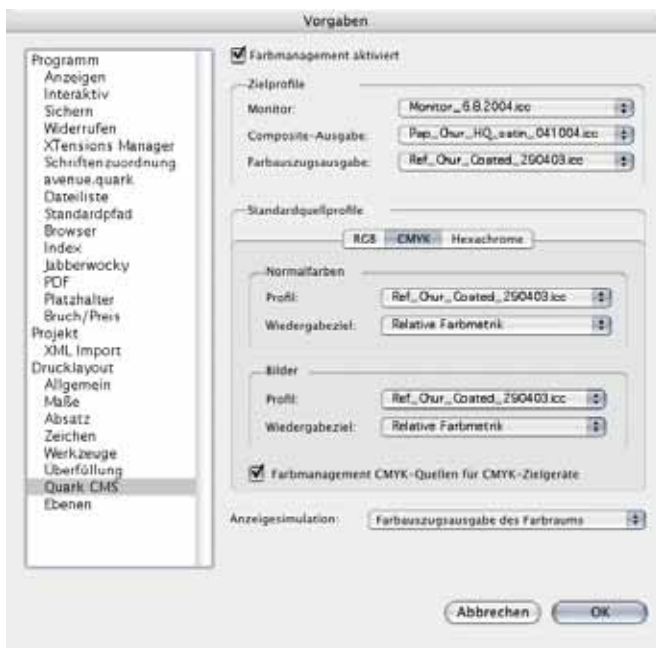 Vorgaben
Programm
Anzeigen
Interaktiv
Sichern
Widerrufen
XTensions Manager
Schriftenzuordnung
avenue.quark
Dateiliste
Standardpfad
Browser
Index
Jabberwocky
PDF
Platzhalter
Bruch/Preis
Projekt
XML Import
Drucklayout
Allgemein
Maße
Absatz
Zeichen
Werkzeuge
Überfüllung
Quark CMS
Ebenen
Farbmanagement aktiviert
Zielprofile
Monitor: Monitor_6.8.2004.icc
Composite-Ausgabe: Pap_Chur_HQ_satin_041004.icc
Farbauszugsausgabe: Ref_Chur_Coated_290403.icc
Standardquellprofile
RGB CMYK Hexachrome
Normalfarben
Profil: Ref_Chur_Coated_290403.icc
Wiedergabeziel: Relative Farbmetrik
Bilder
Profil: Ref_Chur_Coated_290403.icc
Wiedergabeziel: Relative Farbmetrik
Farbmanagement CMYK-Quellen für CMYK-Zielgeräte
Anzeigesimulation: Farbauszugsausgabe des Farbraums
Abbrechen OK